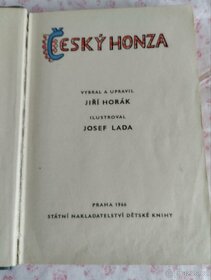 ČESKÝ HONZA
VYBRAL A UPRAVIL
JIŘÍ HORÁK
ILUSTROVAL
JOSEF LADA
PRAHA 1966
STÁTNÍ NAKLADATELSTVÍ DĚTSKÉ KNIHY